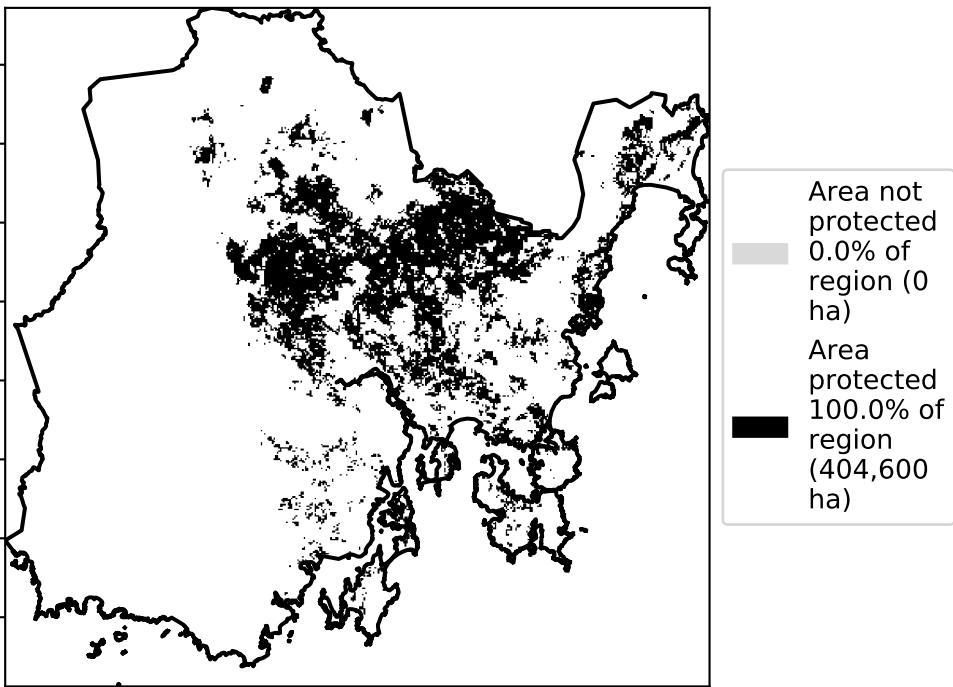 Area not
protected
0.0% of
region (0
ha)
Area
protected
100.0% of
region
(404,600
ha)